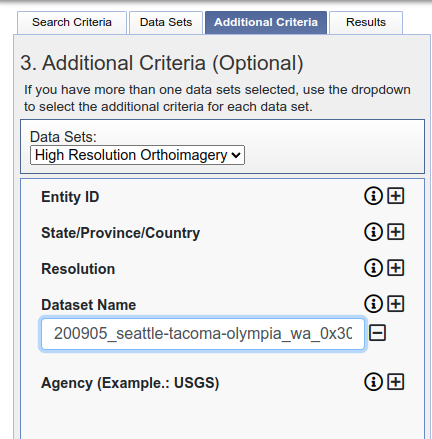 Search Criteria Data Sets Additional Criteria Results
3. Additional Criteria (Optional)
If you have more than one data sets selected, use the dropdown
to select the additional criteria for each data set.
Data Sets:
High Resolution Orthoimagery
Entity ID
State/Province/Country
Resolution
Dataset Name
200905_seattle-tacoma-olympia_wa_0x30
Agency (Example.: USGS)